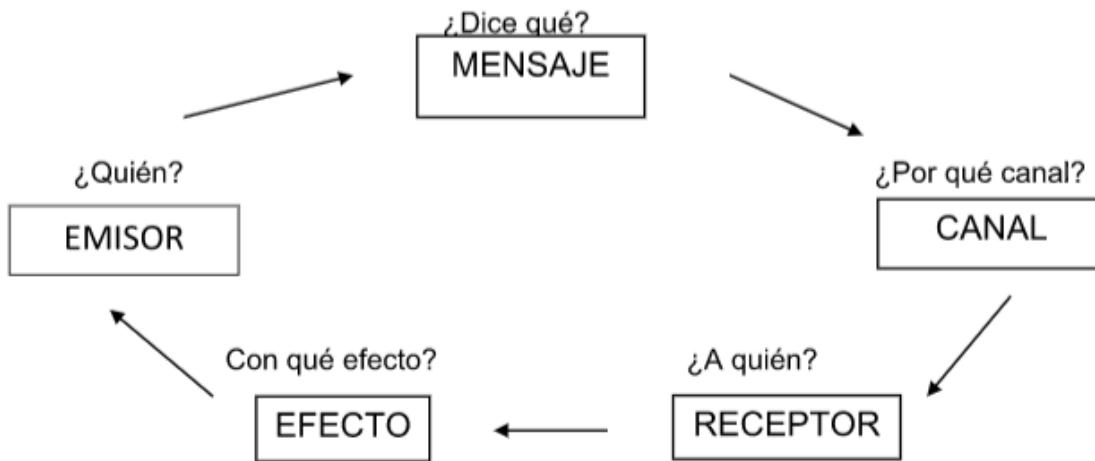 ¿Dice qué?
MENSAJE
¿Quién?
EMISOR
¿Por qué canal?
CANAL
Con qué efecto?
EFECTO
¿A quién?
RECEPTOR